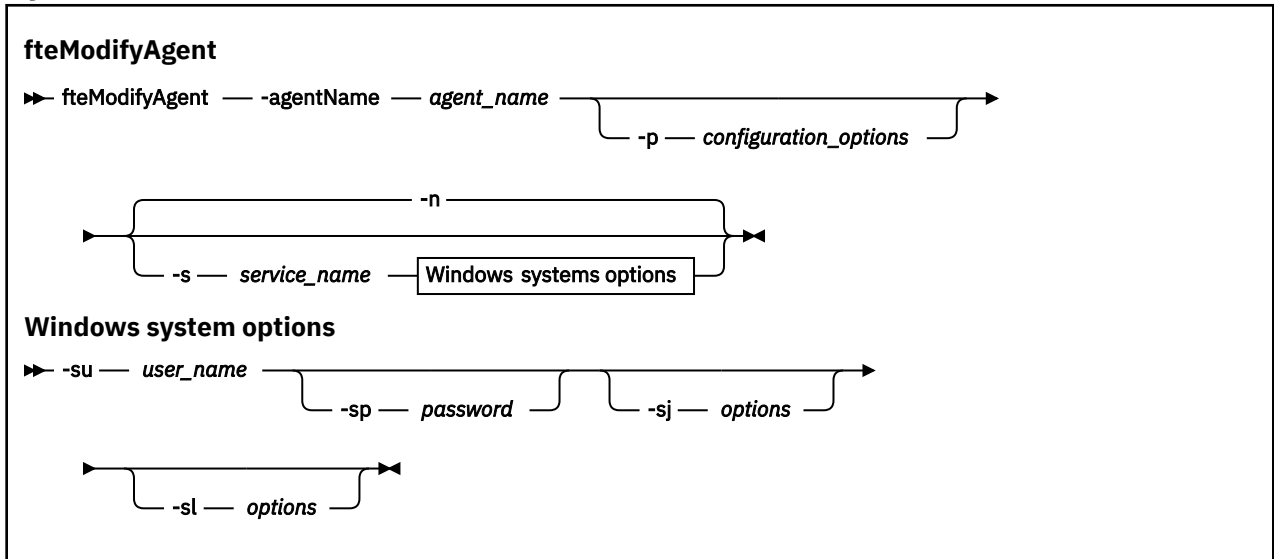 fteModifyAgent
fteModifyAgent -agentName agent_name
-p configuration_options
-n
-s service_name Windows systems options
Windows system options
-su user_name
-sp password -sj options
-sl options